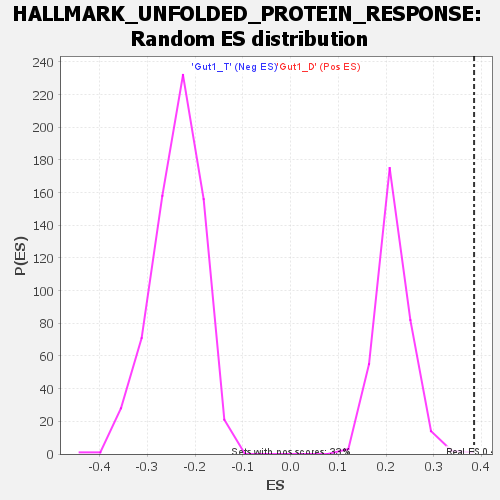 HALLMARK_UNFOLDED_PROTEIN_RESPONSE:
Random ES distribution
'Gut1_T' (Neg ES) 'Gut1_D' (Pos ES)
240
220
200
180
160
140
120
100
80
60
40
20
0
P(ES)
Sets with pos scores: 33%
Real ES 0.
-0.4 -0.3 -0.2 -0.1 0.0 0.1 0.2 0.3 0.4
ES